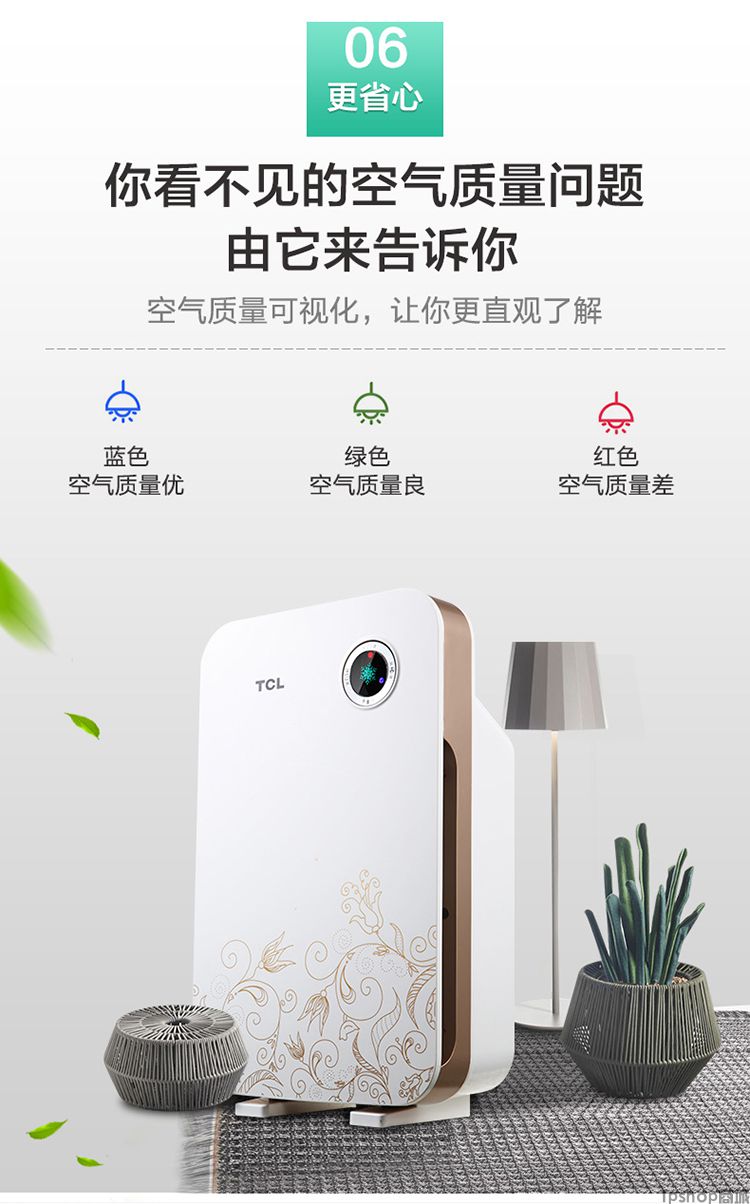 06
更省心
你看不见的空气质量问题
由它来告诉你
空气质量可视化，让你更直观了解
蓝色
空气质量优
绿色
空气质量良
红色
空气质量差
TCL